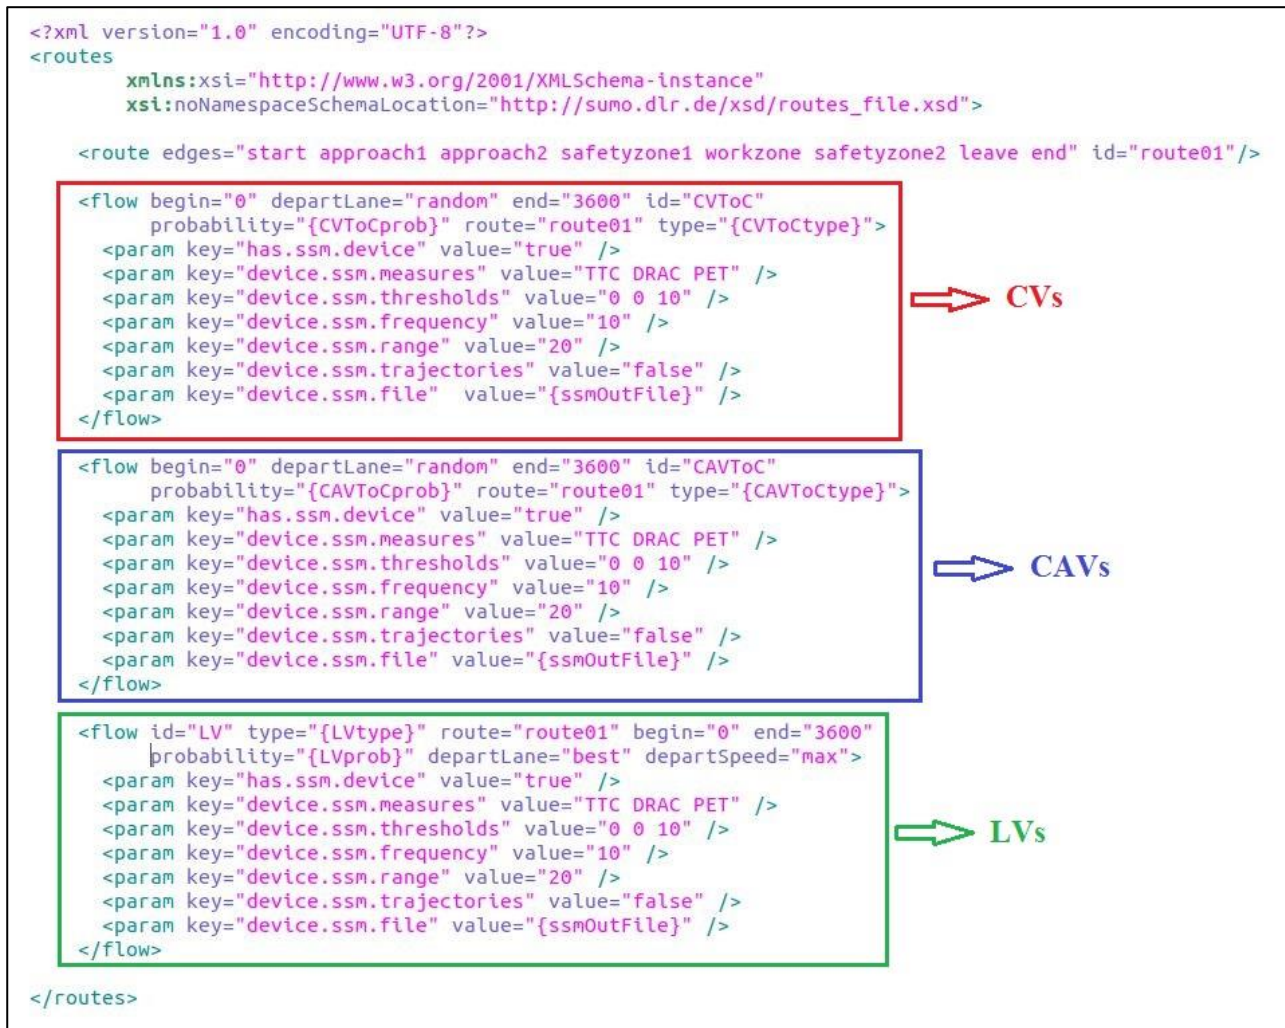 <?xml version="1.0" encoding="UTF-8"?>
<routes
        xmlns:xsi="http://www.w3.org/2001/XMLSchema-instance"
        xsi:noNamespaceSchemaLocation="http://sumo.dlr.de/xsd/routes_file.xsd">
    <route edges="start approach1 approach2 safetyzone1 workzone safetyzone2 leave end" id="route01"/>
    <flow begin="0" departLane="random" end="3600" id="CVToC"
          probability="{CVToCprob}" route="route01" type="{CVToCtype}">
      <param key="has.ssm.device" value="true" />
      <param key="device.ssm.measures" value="TTC DRAC PET" />
      <param key="device.ssm.thresholds" value="0 0 10" />
      <param key="device.ssm.frequency" value="10" />
      <param key="device.ssm.range" value="20" />
      <param key="device.ssm.trajectories" value="false" />
      <param key="device.ssm.file"  value="{ssmOutFile}" />
    </flow>
CVs
    <flow begin="0" departLane="random" end="3600" id="CAVToC"
          probability="{CAVToCprob}" route="route01" type="{CAVToCtype}">
      <param key="has.ssm.device" value="true" />
      <param key="device.ssm.measures" value="TTC DRAC PET" />
      <param key="device.ssm.thresholds" value="0 0 10" />
      <param key="device.ssm.frequency" value="10" />
      <param key="device.ssm.range" value="20" />
      <param key="device.ssm.trajectories" value="false" />
      <param key="device.ssm.file" value="{ssmOutFile}" />
    </flow>
CAVs
    <flow id="LV" type="{LVtype}" route="route01" begin="0" end="3600"
          probability="{LVprob}" departLane="best" departSpeed="max">
      <param key="has.ssm.device" value="true" />
      <param key="device.ssm.measures" value="TTC DRAC PET" />
      <param key="device.ssm.thresholds" value="0 0 10" />
      <param key="device.ssm.frequency" value="10" />
      <param key="device.ssm.range" value="20" />
      <param key="device.ssm.trajectories" value="false" />
      <param key="device.ssm.file" value="{ssmOutFile}" />
    </flow>
LVs
</routes>